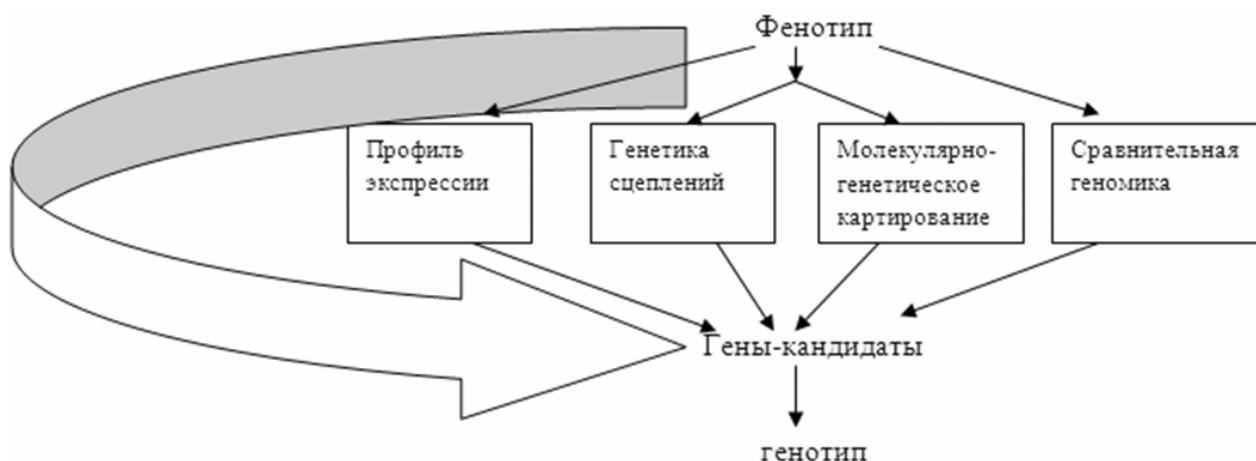 Фенотип
Профиль
экспрессии
Генетика
сцеплений
Молекулярно-
генетическое
картирование
Сравнительная
геномика
Гены-кандидаты
генотип